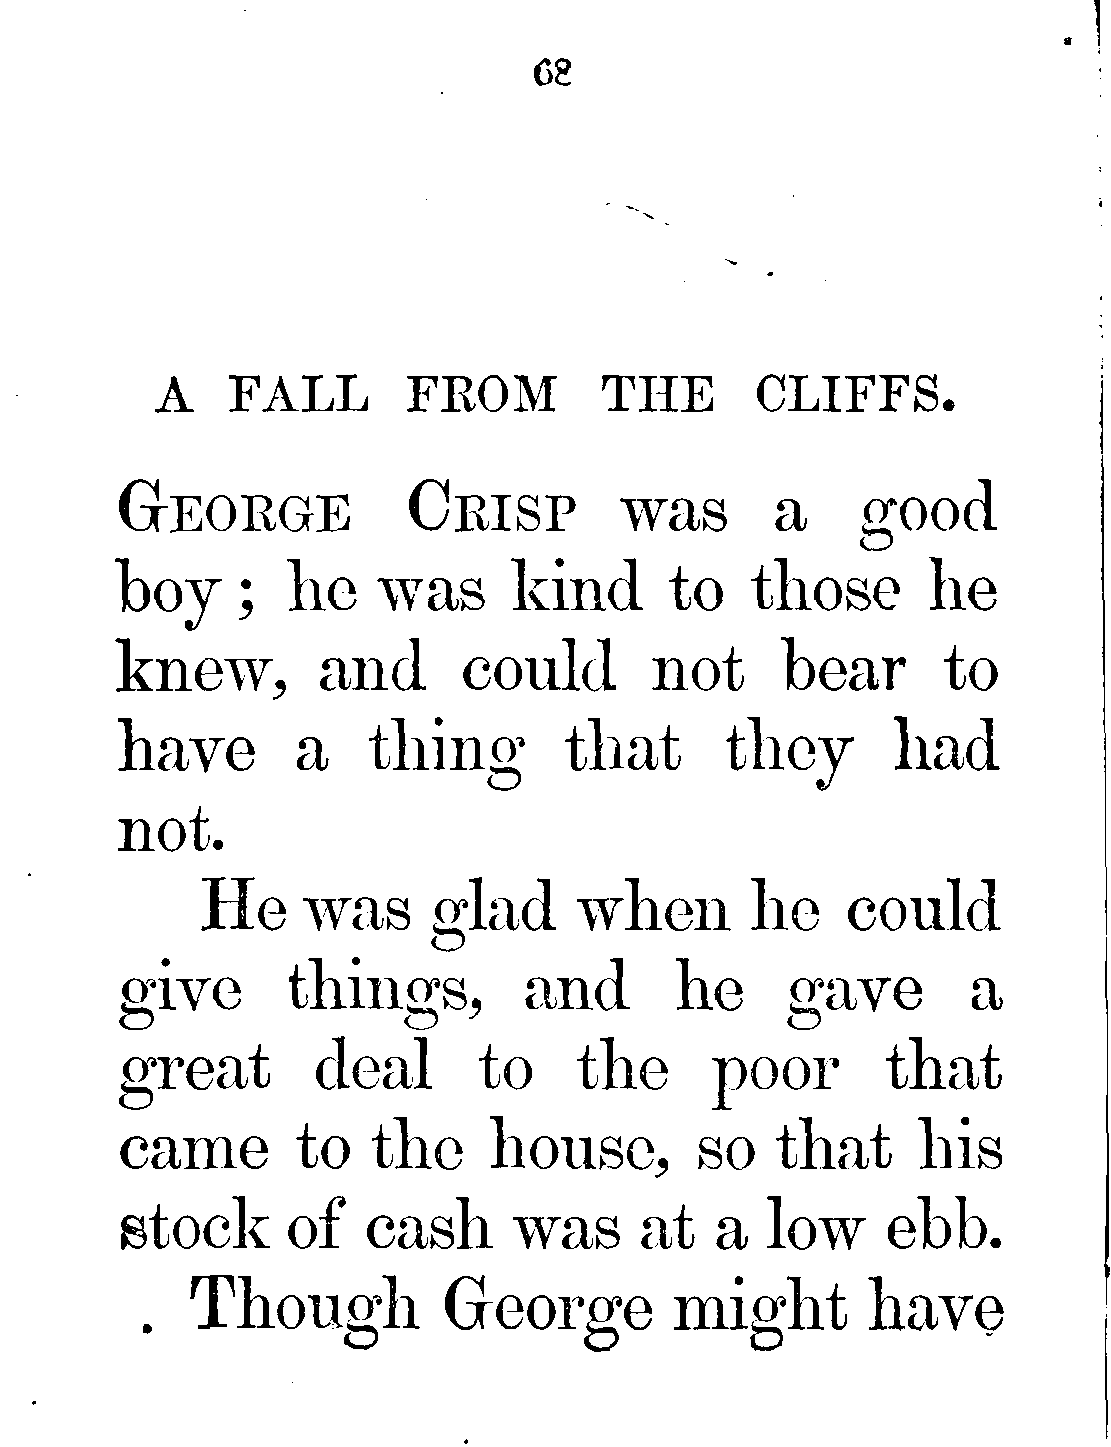 68
A FALL FROM THE CLIFFS.
GEORGE CRISP was a good
boy; he was kind to those he
knew, and could not bear to
have a thing that they had
not.
He was glad when he could
give things, and he gave a
great deal to the poor that
came to the house, so that his
stock of cash was at a low ebb.
Though George might have